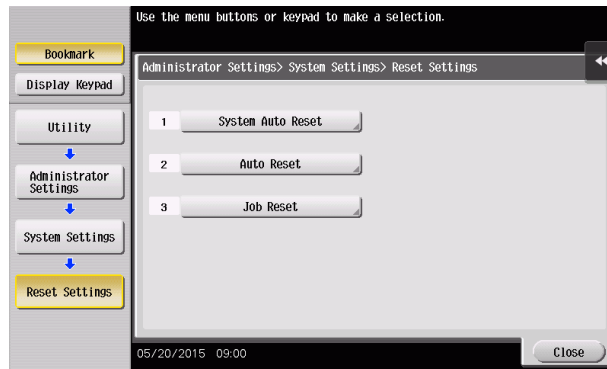 Use the menu buttons or keypad to make a selection.
Bookmark
Display Keypad
Utility
Administrator
Settings
System Settings
Reset Settings
Administrator Settings> System Settings> Reset Settings
1 System Auto Reset
2 Auto Reset
3 Job Reset
05/20/2015 09:00
Close